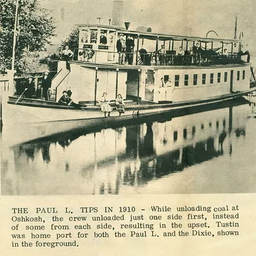 THE PAUL L. TIPS IN 1910 - While unloading coal at
Oshkosh, the crew unloaded just one side first, instead
of some from each side, resulting in the upset. Tustin
was home port for both the Paul L. and the Dixie, shown
in the foreground.